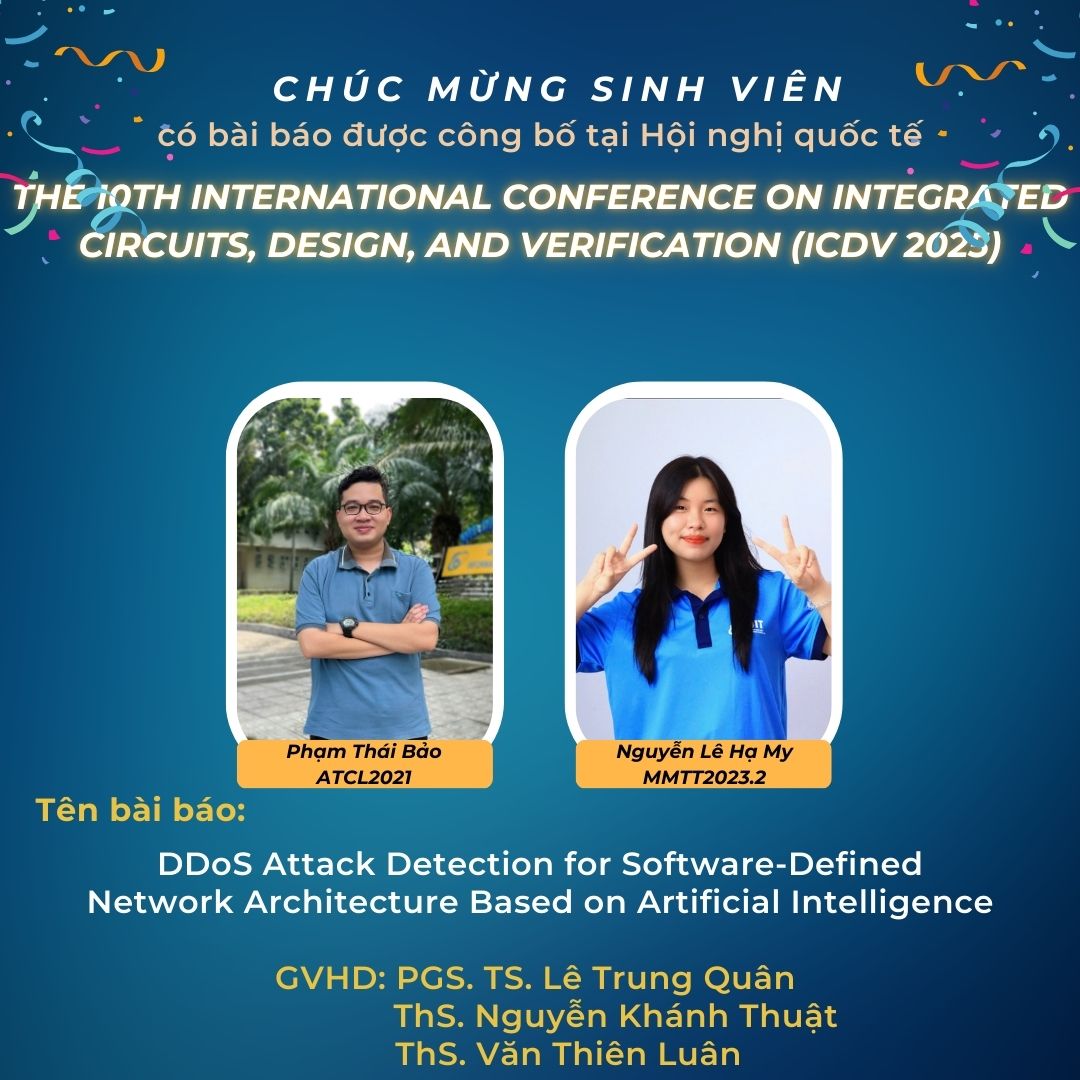 CHÚC MỪNG SINH VIÊN
có bài báo được công bố tại Hội nghị quốc tế
THE 10TH INTERNATIONAL CONFERENCE ON INTEGRATED
CIRCUITS, DESIGN, AND VERIFICATION (ICDV 2025)
Phạm Thái Bảo
ATCL2021
Nguyễn Lê Hạ My
MMTT2023.2
Tên bài báo:
DDoS Attack Detection for Software-Defined
Network Architecture Based on Artificial Intelligence
GVHD: PGS. TS. Lê Trung Quân
ThS. Nguyễn Khánh Thuật
ThS. Văn Thiên Luân